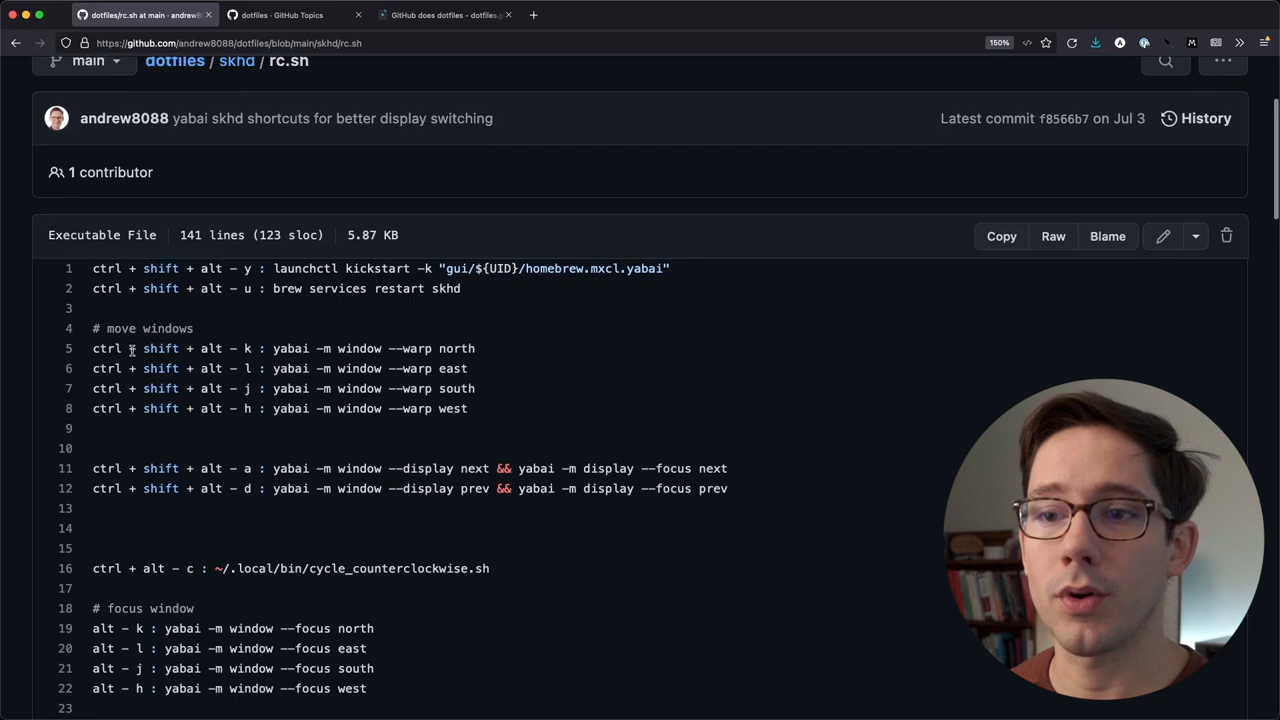 dotfiles/rc.sh at main · andrew8
dotfiles · GitHub Topics
GitHub does dotfiles - dotfiles.g
https://github.com/andrew8088/dotfiles/blob/main/skhd/rc.sh
150%
main
dotfiles / skhd / rc.sh
andrew8088 yabai skhd shortcuts for better display switching
Latest commit f8566b7 on Jul 3
History
1 contributor
Executable File 141 lines (123 sloc) 5.87 KB
Copy Raw Blame
1 ctrl + shift + alt - y : launchctl kickstart -k "gui/${UID}/homebrew.mxcl.yabai"
2 ctrl + shift + alt - u : brew services restart skhd
3
4 # move windows
5 ctrl + shift + alt - k : yabai -m window --warp north
6 ctrl + shift + alt - l : yabai -m window --warp east
7 ctrl + shift + alt - j : yabai -m window --warp south
8 ctrl + shift + alt - h : yabai -m window --warp west
9
10
11 ctrl + shift + alt - a : yabai -m window --display next && yabai -m display --focus next
12 ctrl + shift + alt - d : yabai -m window --display prev && yabai -m display --focus prev
13
14
15
16 ctrl + alt - c : ~/.local/bin/cycle_counterclockwise.sh
17
18 # focus window
19 alt - k : yabai -m window --focus north
20 alt - l : yabai -m window --focus east
21 alt - j : yabai -m window --focus south
22 alt - h : yabai -m window --focus west
23